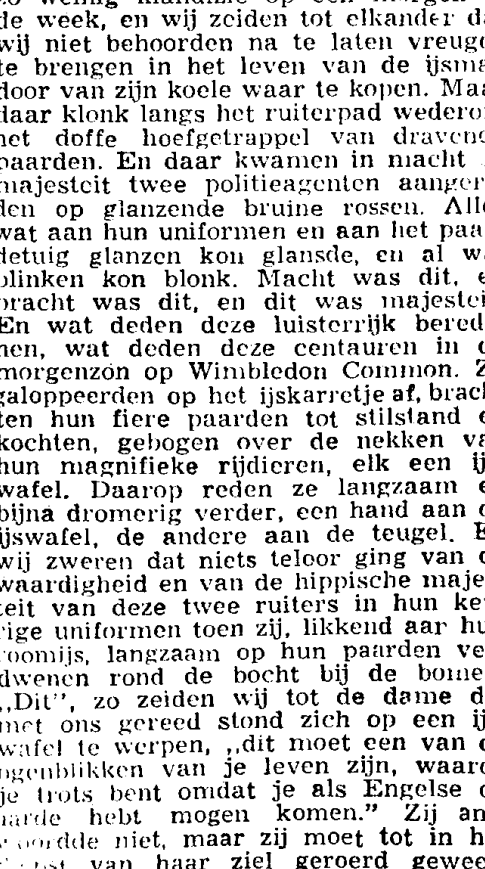 de week, en wij zeiden tot elkander d
wij niet behoorden na te laten vreug
te brengen in het leven van de ijsm
door van zijn koele waar te kopen. Ma
daar klonk langs het ruiterpad wedero
het doffe hoefgetrappel van draven
paarden. En daar kwamen in macht
majesteit twee politieagenten aanger
den op glanzende bruine rossen. All
wat aan hun uniformen en aan het paa
detuig glanzen kon glansde, en al w
blinken kon blonk. Macht was dit, e
pracht was dit, en dit was majestei
En wat deden deze luisterrijk bered
nen, wat deden deze centauren in d
morgenzon op Wimbledon Common. Z
galoppeerden op het ijskarretje af, brac
ten hun fiere paarden tot stilstand e
kochten, gebogen over de nekken va
hun magnifieke rijdieren, elk een ij
wafel. Daarop reden ze langzaam e
bijna dromerig verder, een hand aan d
ijswafel, de andere aan de teugel. E
wij zweren dat niets teloor ging van d
waardigheid en van de hippische maje
teit van deze twee ruiters in hun ke
rige uniformen toen zij, likkend aar hu
roomijs, langzaam op hun paarden ve
dwenen rond de bocht bij de bome
„Dit”, zo zeiden wij tot de dame d
met ons gereed stond zich op een ij
wafel te werpen, „dit moet een van d
ogenblikken van je leven zijn, waar
je trots bent omdat je als Engelse
aarde hebt mogen komen.” Zij an
woordde niet, maar zij moet tot in h
van haar ziel geroerd gewee